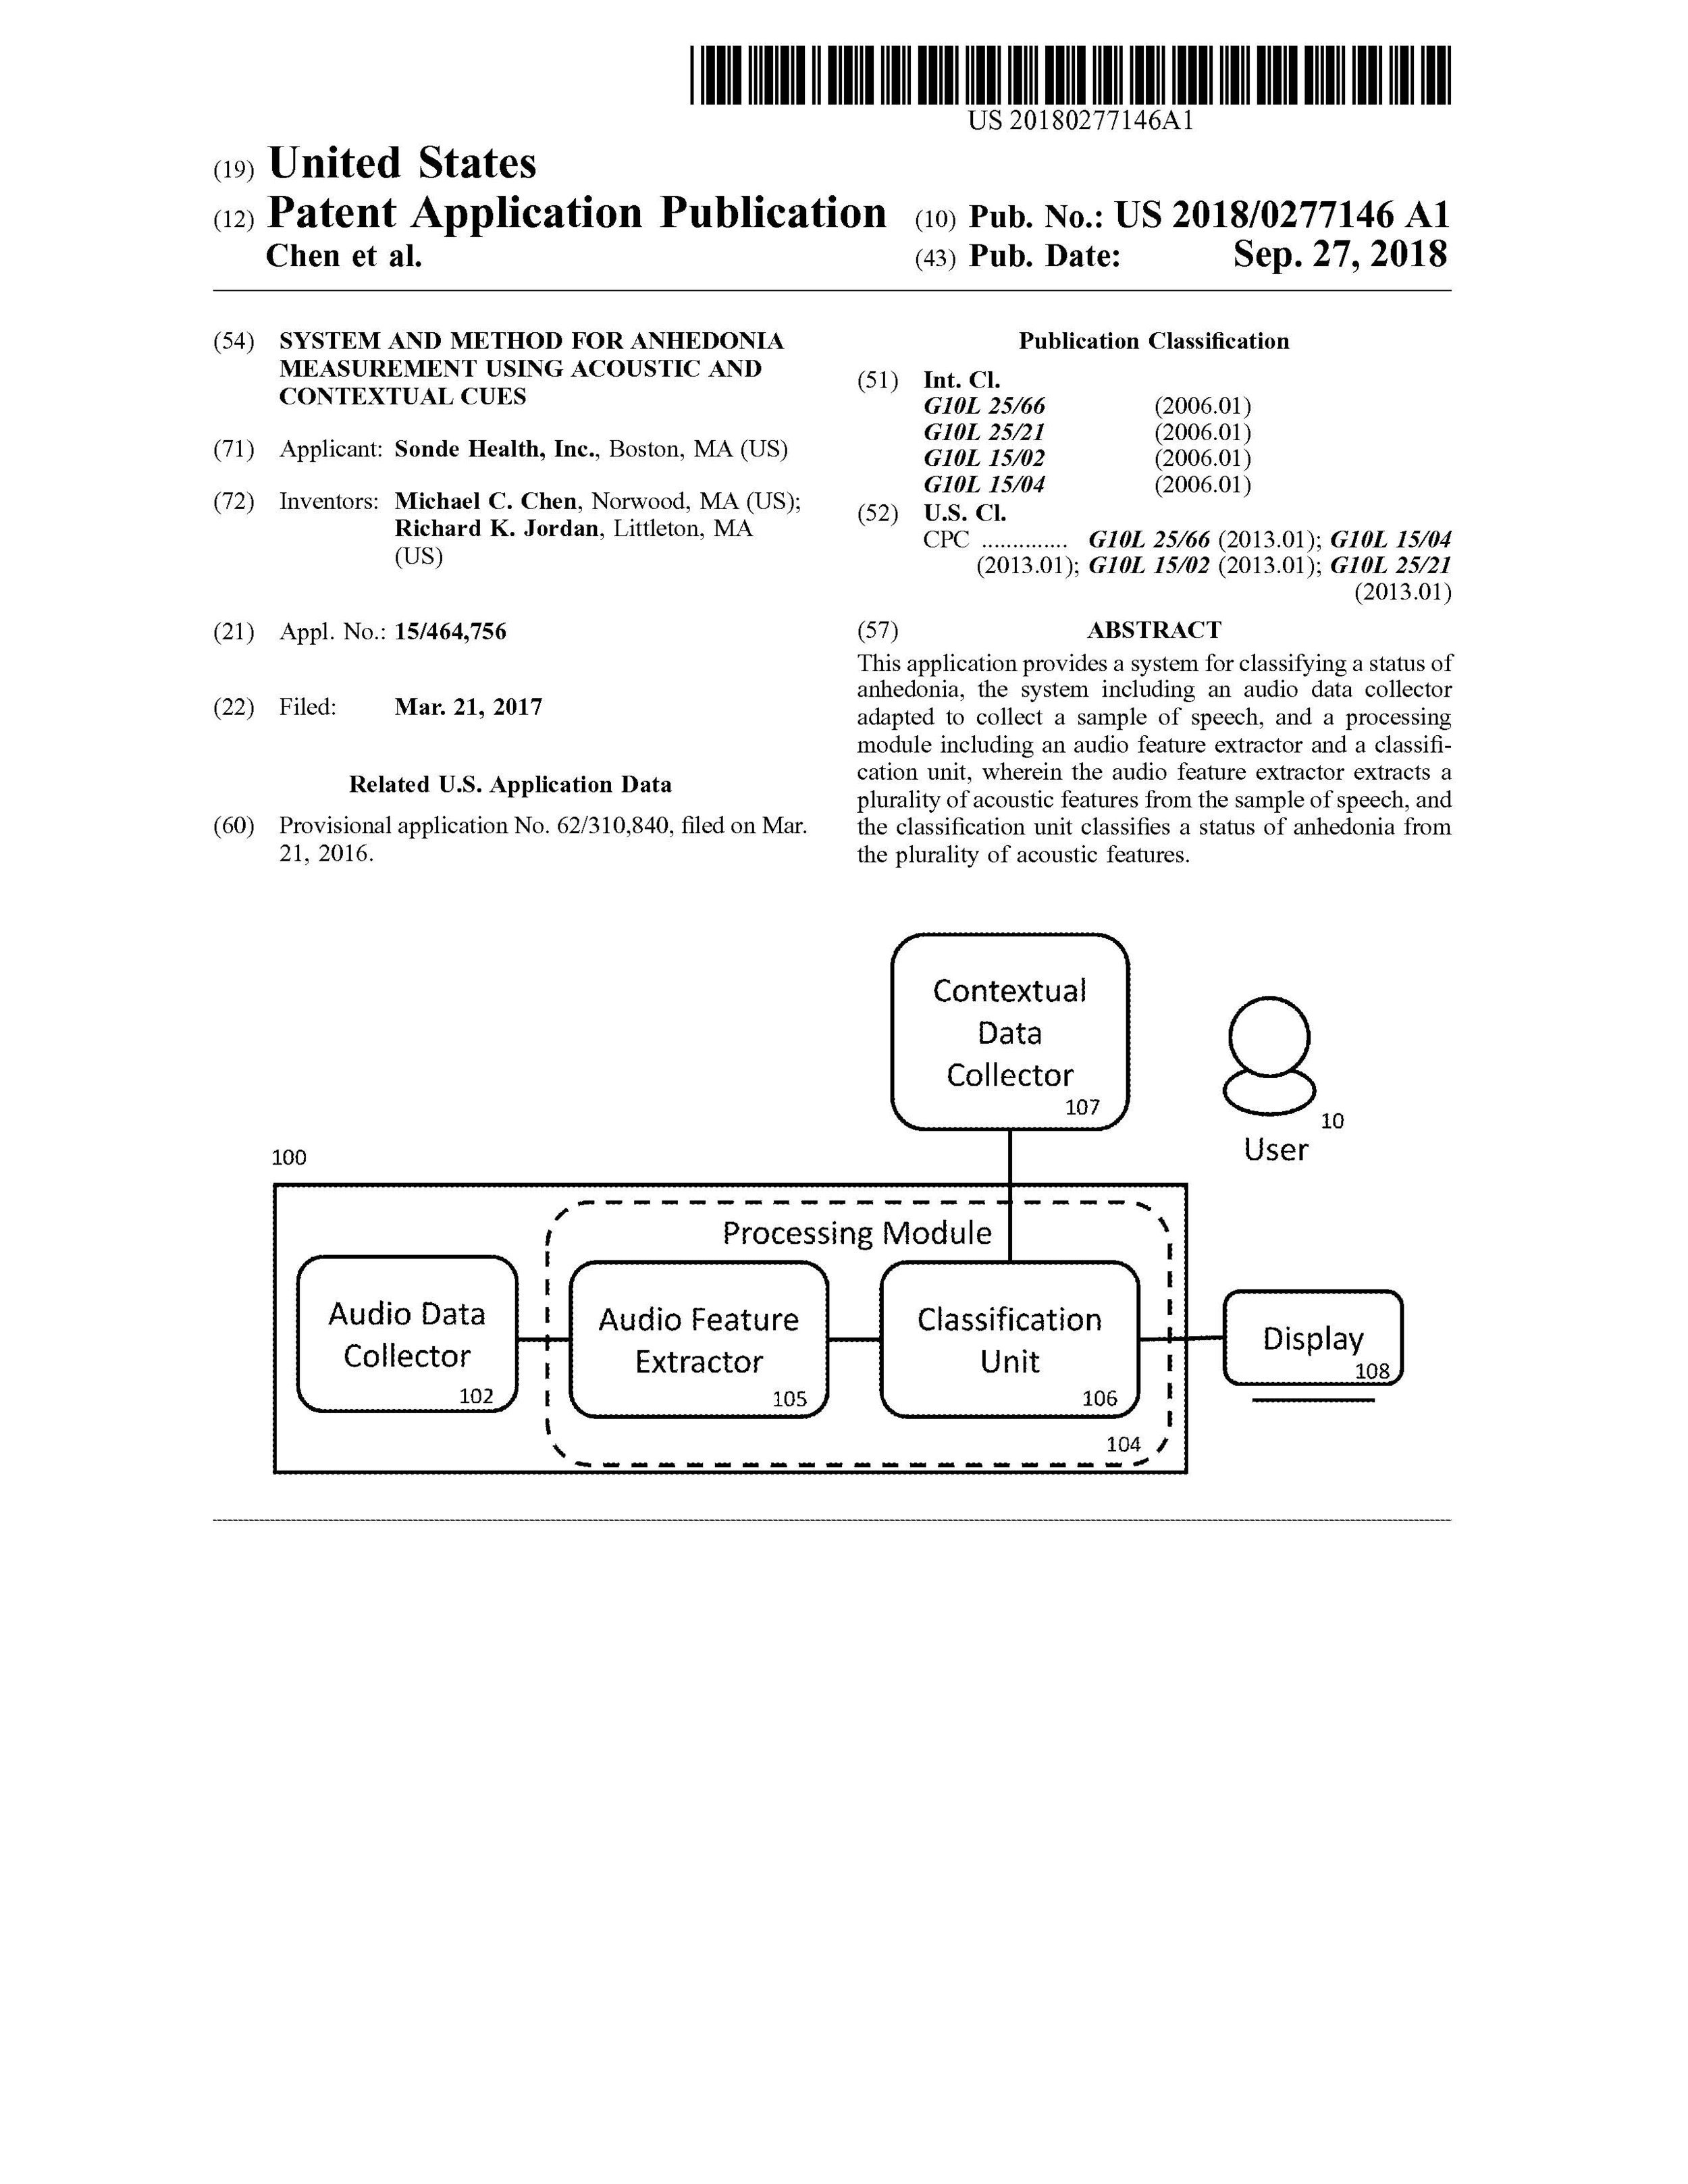 US 20180277146A1
(19) United States
(12) Patent Application Publication
Chen et al.
(10) Pub. No.: US 2018/0277146 A1
(43) Pub. Date: Sep. 27, 2018
(54) SYSTEM AND METHOD FOR ANHEDONIA
MEASUREMENT USING ACOUSTIC AND
CONTEXTUAL CUES
(71) Applicant: Sonde Health, Inc., Boston, MA (US)
(72) Inventors: Michael C. Chen, Norwood, MA (US);
Richard K. Jordan, Littleton, MA
(US)
(21) Appl. No.: 15/464,756
(22) Filed: Mar. 21, 2017
Related U.S. Application Data
(60) Provisional application No. 62/310,840, filed on Mar.
21, 2016.
Publication Classification
(51) Int. Cl.
G10L 25/66 (2006.01)
G10L 25/21 (2006.01)
G10L 15/02 (2006.01)
G10L 15/04 (2006.01)
(52) U.S. Cl.
CPC .............. G10L 25/66 (2013.01); G10L 15/04
(2013.01); G10L 15/02 (2013.01); G10L 25/21
(2013.01)
(57) ABSTRACT
This application provides a system for classifying a status of
anhedonia, the system including an audio data collector
adapted to collect a sample of speech, and a processing
module including an audio feature extractor and a classifi-
cation unit, wherein the audio feature extractor extracts a
plurality of acoustic features from the sample of speech, and
the classification unit classifies a status of anhedonia from
the plurality of acoustic features.
Contextual
Data
Collector
107
10
User
100
Processing Module
Audio Data
Collector
102
Audio Feature
Extractor
105
Classification
Unit
106
104
Display
108